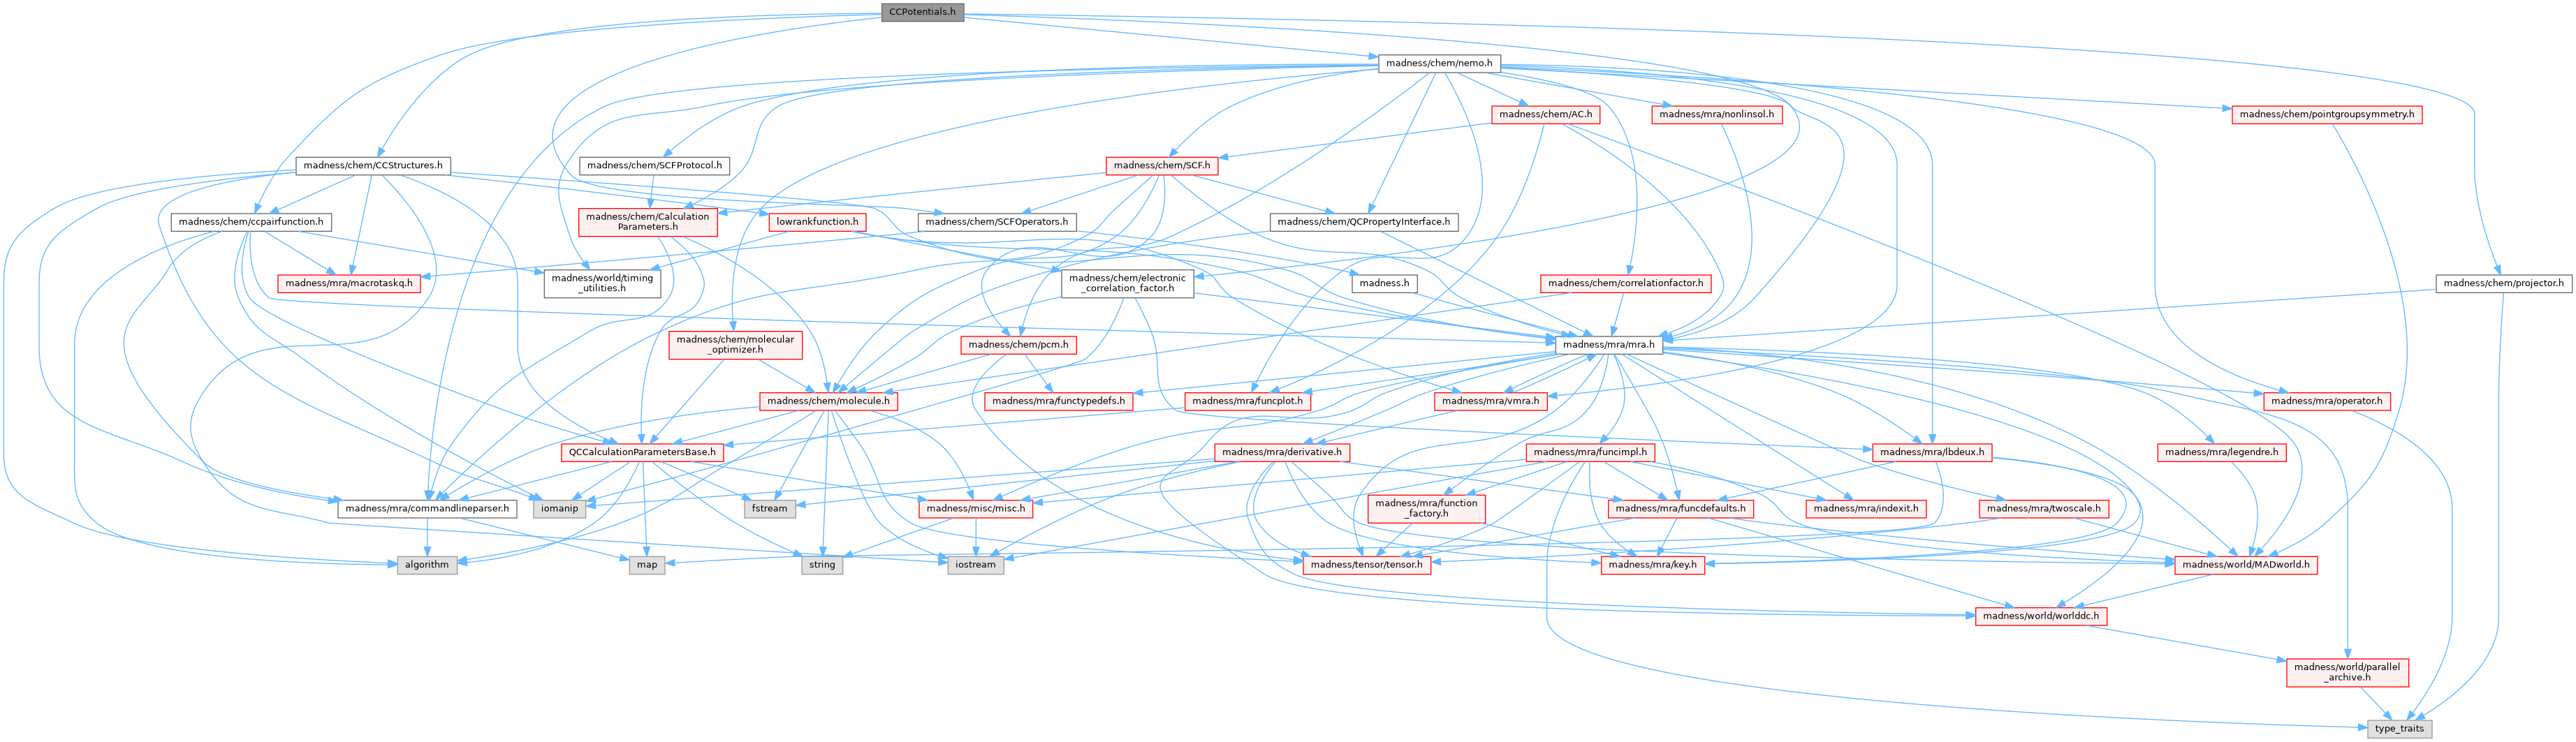 CCPotentials.h
madness/chem/nemo.h
madness/chem/AC.h
madness/mra/nonlinsol.h
madness/chem/pointgroupsymmetry.h
madness/chem/CCStructures.h
madness/chem/SCFProtocol.h
madness/chem/SCF.h
madness/chem/ccpairfunction.h
madness/chem/Calculation
Parameters.h
lowrankfunction.h
madness/chem/SCFOperators.h
madness/chem/QCPropertyInterface.h
madness/mra/macrotaskq.h
madness/world/timing
_utilities.h
madness/chem/electronic
_correlation_factor.h
madness.h
madness/chem/correlationfactor.h
madness/chem/projector.h
madness/chem/molecular
_optimizer.h
madness/chem/pcm.h
madness/mra/mra.h
madness/chem/molecule.h
madness/mra/functypedefs.h
madness/mra/funcplot.h
madness/mra/vmra.h
madness/mra/operator.h
QCCalculationParametersBase.h
madness/mra/derivative.h
madness/mra/funcimpl.h
madness/mra/lbdeux.h
madness/mra/legendre.h
madness/mra/commandlineparser.h
iomanip
fstream
madness/misc/misc.h
madness/mra/function
_factory.h
madness/mra/funcdefaults.h
madness/mra/indexit.h
madness/mra/twoscale.h
algorithm
map
string
iostream
madness/tensor/tensor.h
madness/mra/key.h
madness/world/MADworld.h
madness/world/worlddc.h
madness/world/parallel
_archive.h
type_traits